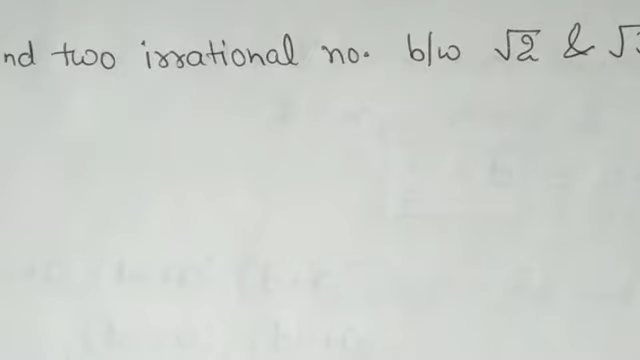 nd two irrational no. b/w √2 & √